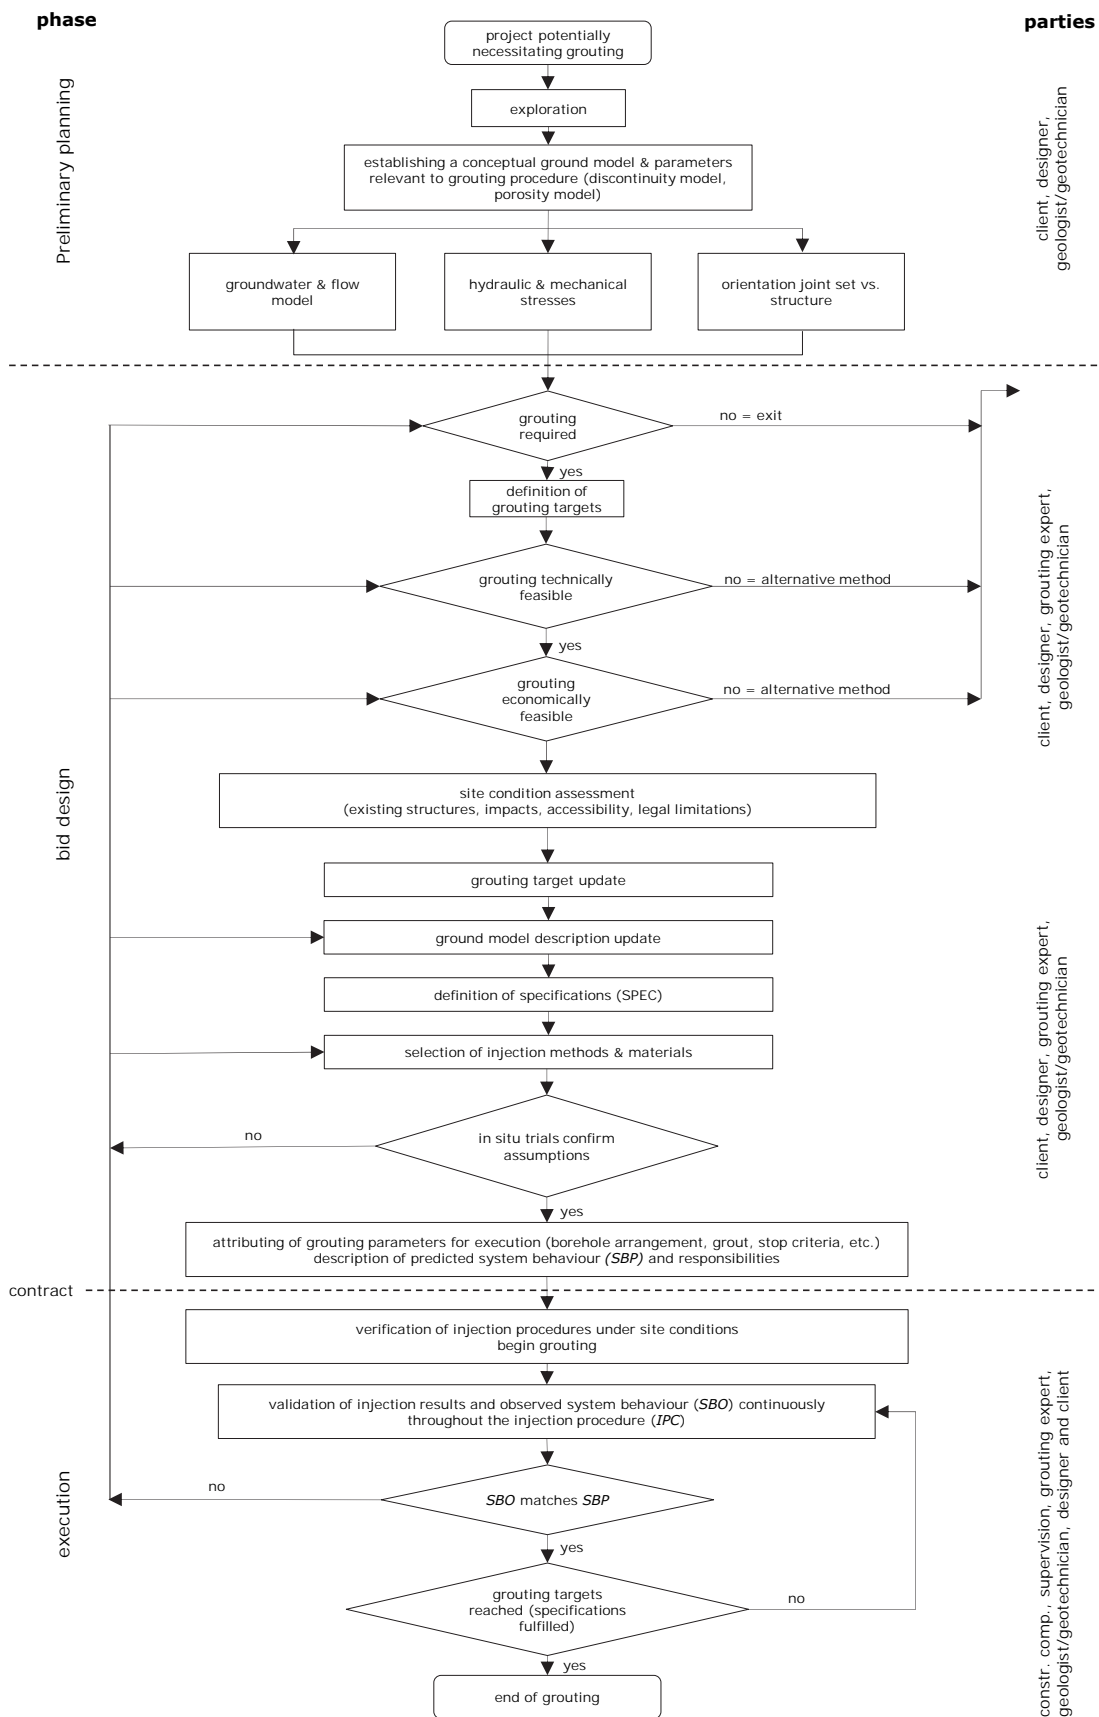 phase
parties
project potentially
necessitating grouting
Preliminary planning
client, designer,
geologist/geotechnician
exploration
establishing a conceptual ground model & parameters
relevant to grouting procedure (discontinuity model,
porosity model)
groundwater & flow
model
hydraulic & mechanical
stresses
orientation joint set vs.
structure
bid design
grouting
required
no = exit
yes
definition of
grouting targets
client, designer, grouting expert,
geologist/geotechnician
grouting technically
feasible
no = alternative method
yes
grouting
economically
feasible
no = alternative method
site condition assessment
(existing structures, impacts, accessibility, legal limitations)
grouting target update
client, designer, grouting expert,
geologist/geotechnician
ground model description update
definition of specifications (SPEC)
selection of injection methods & materials
in situ trials confirm
assumptions
no
yes
attributing of grouting parameters for execution (borehole arrangement, grout, stop criteria, etc.)
description of predicted system behaviour (SBP) and responsibilities
contract
verification of injection procedures under site conditions
begin grouting
execution
constr. comp., supervision, grouting expert,
geologist/geotechnician, designer and client
validation of injection results and observed system behaviour (SBO) continuously
throughout the injection procedure (IPC)
SBO matches SBP
no
yes
grouting targets
reached (specifications
fulfilled)
no
yes
end of grouting